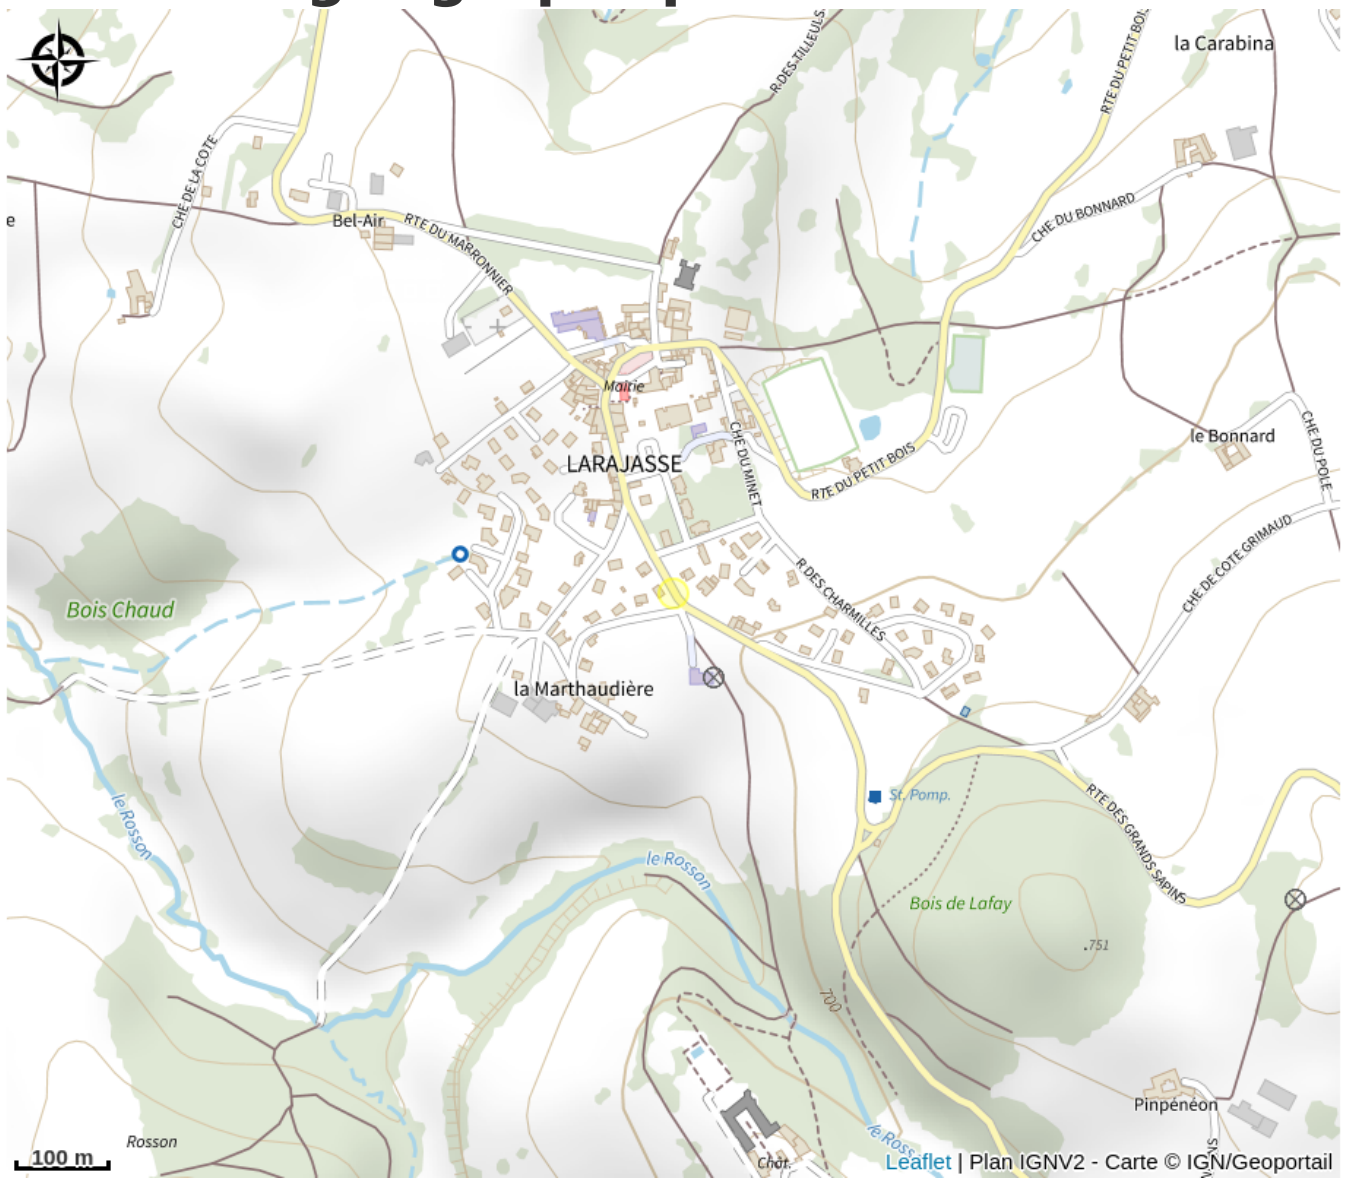 la Carabina
R DES TILLEULS
RTE DU PETIT BOIS
CHE DE LA COTE
CHE DU BONNARD
e
Bel-Air
RTE DU MARRONNIER
Mairie
LARAJASSE
CHE DU MINET
RTE DU PETIT BOIS
le Bonnard
CHE DU POLE
CHE DE COTE GRIMAUD
R DES CHARMILLES
Bois Chaud
la Marthaudière
St. Pomp.
le Rosson
RTE DES GRANDS SAPINS
le Rosson
Bois de Lafay
.751
700
Pinpénéon
Rosson
le Ross
Chât.
100 m
Leaflet | Plan IGNV2 - Carte © IGN/Geoportail